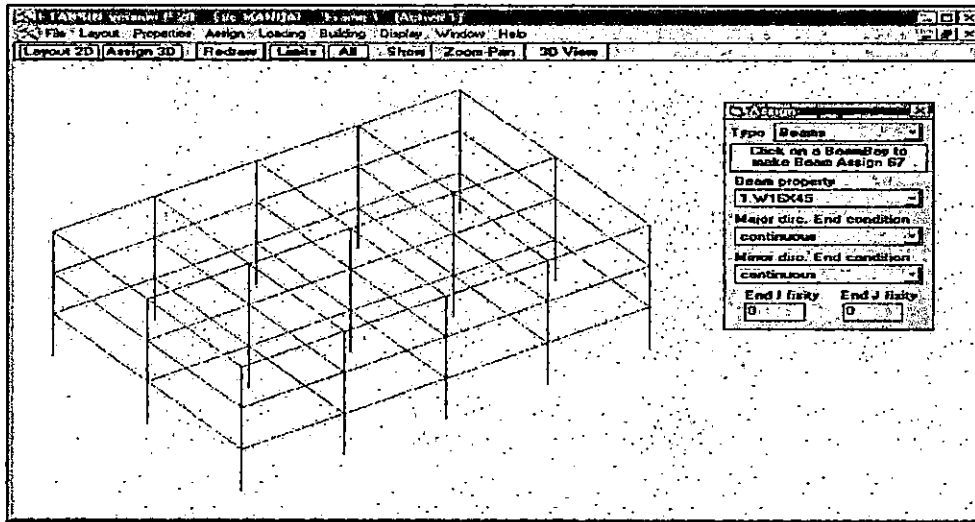 File Layout Properties Assign Loading Building Display Window Help
Layout 2D Assign 3D Redraw Limits All Show Zoom-Pan 3D View
Type Beams
Click on a BeamBay to
make Beam Assign 67
Beam property
1.W16X45
Major dirc. End condition
continuous
Minor dirc. End condition
continuous
End I fixity End J fixity
0 0